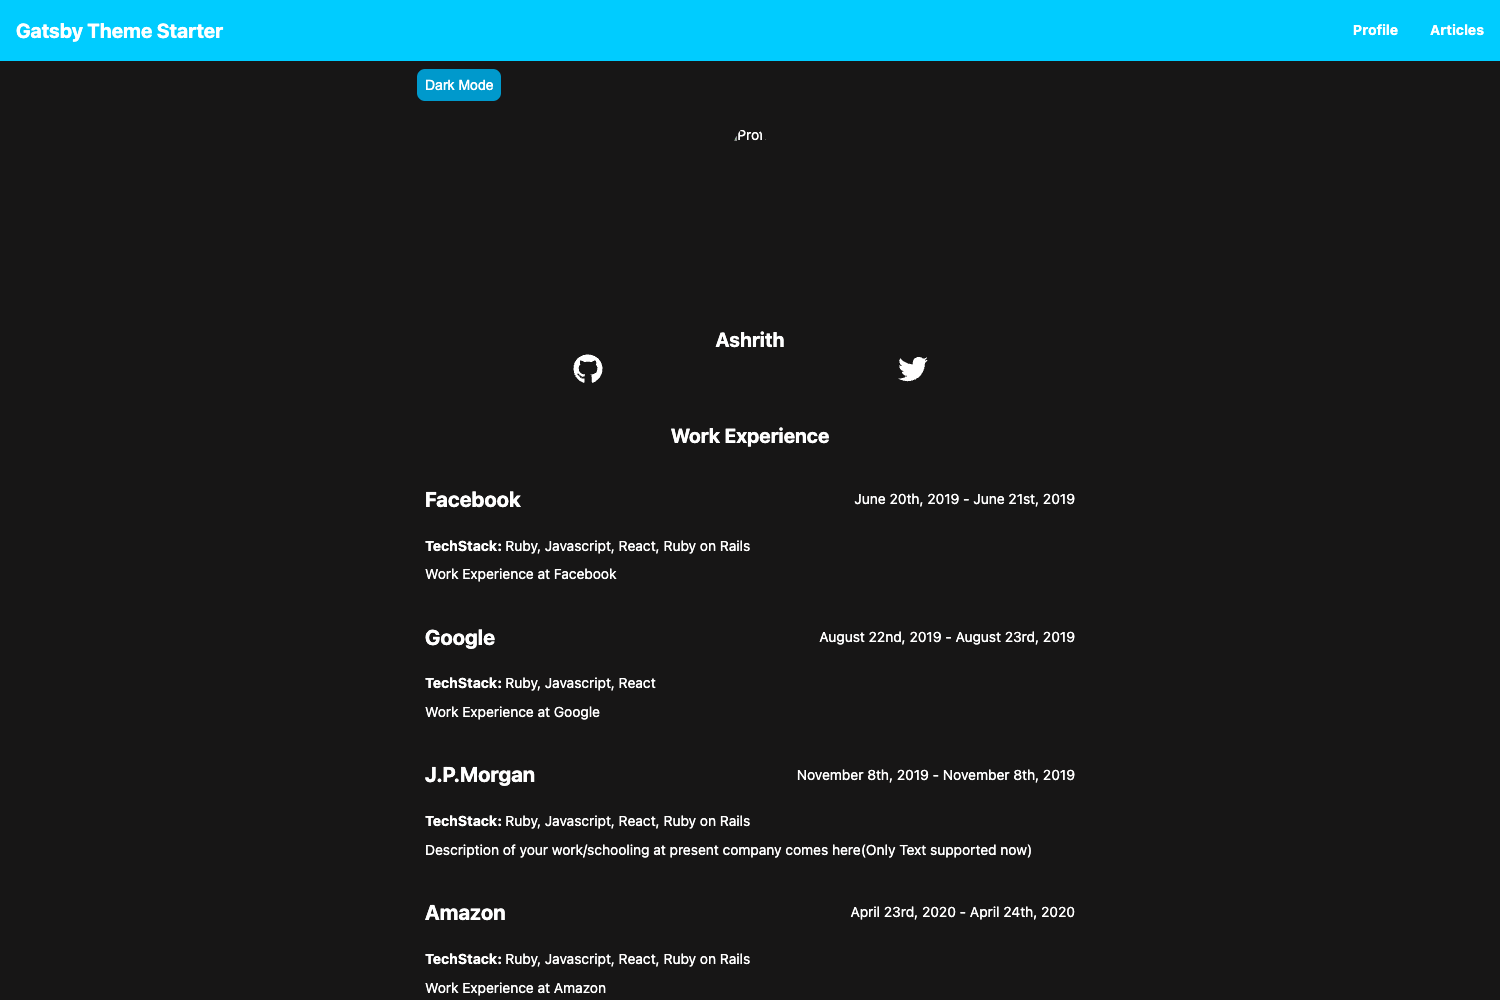 Gatsby Theme Starter
Profile
Articles
Dark Mode
Ashrith
Work Experience
Facebook
June 20th, 2019 - June 21st, 2019
TechStack: Ruby, Javascript, React, Ruby on Rails
Work Experience at Facebook
Google
August 22nd, 2019 - August 23rd, 2019
TechStack: Ruby, Javascript, React
Work Experience at Google
J.P.Morgan
November 8th, 2019 - November 8th, 2019
TechStack: Ruby, Javascript, React, Ruby on Rails
Description of your work/schooling at present company comes here(Only Text supported now)
Amazon
April 23rd, 2020 - April 24th, 2020
TechStack: Ruby, Javascript, React, Ruby on Rails
Work Experience at Amazon